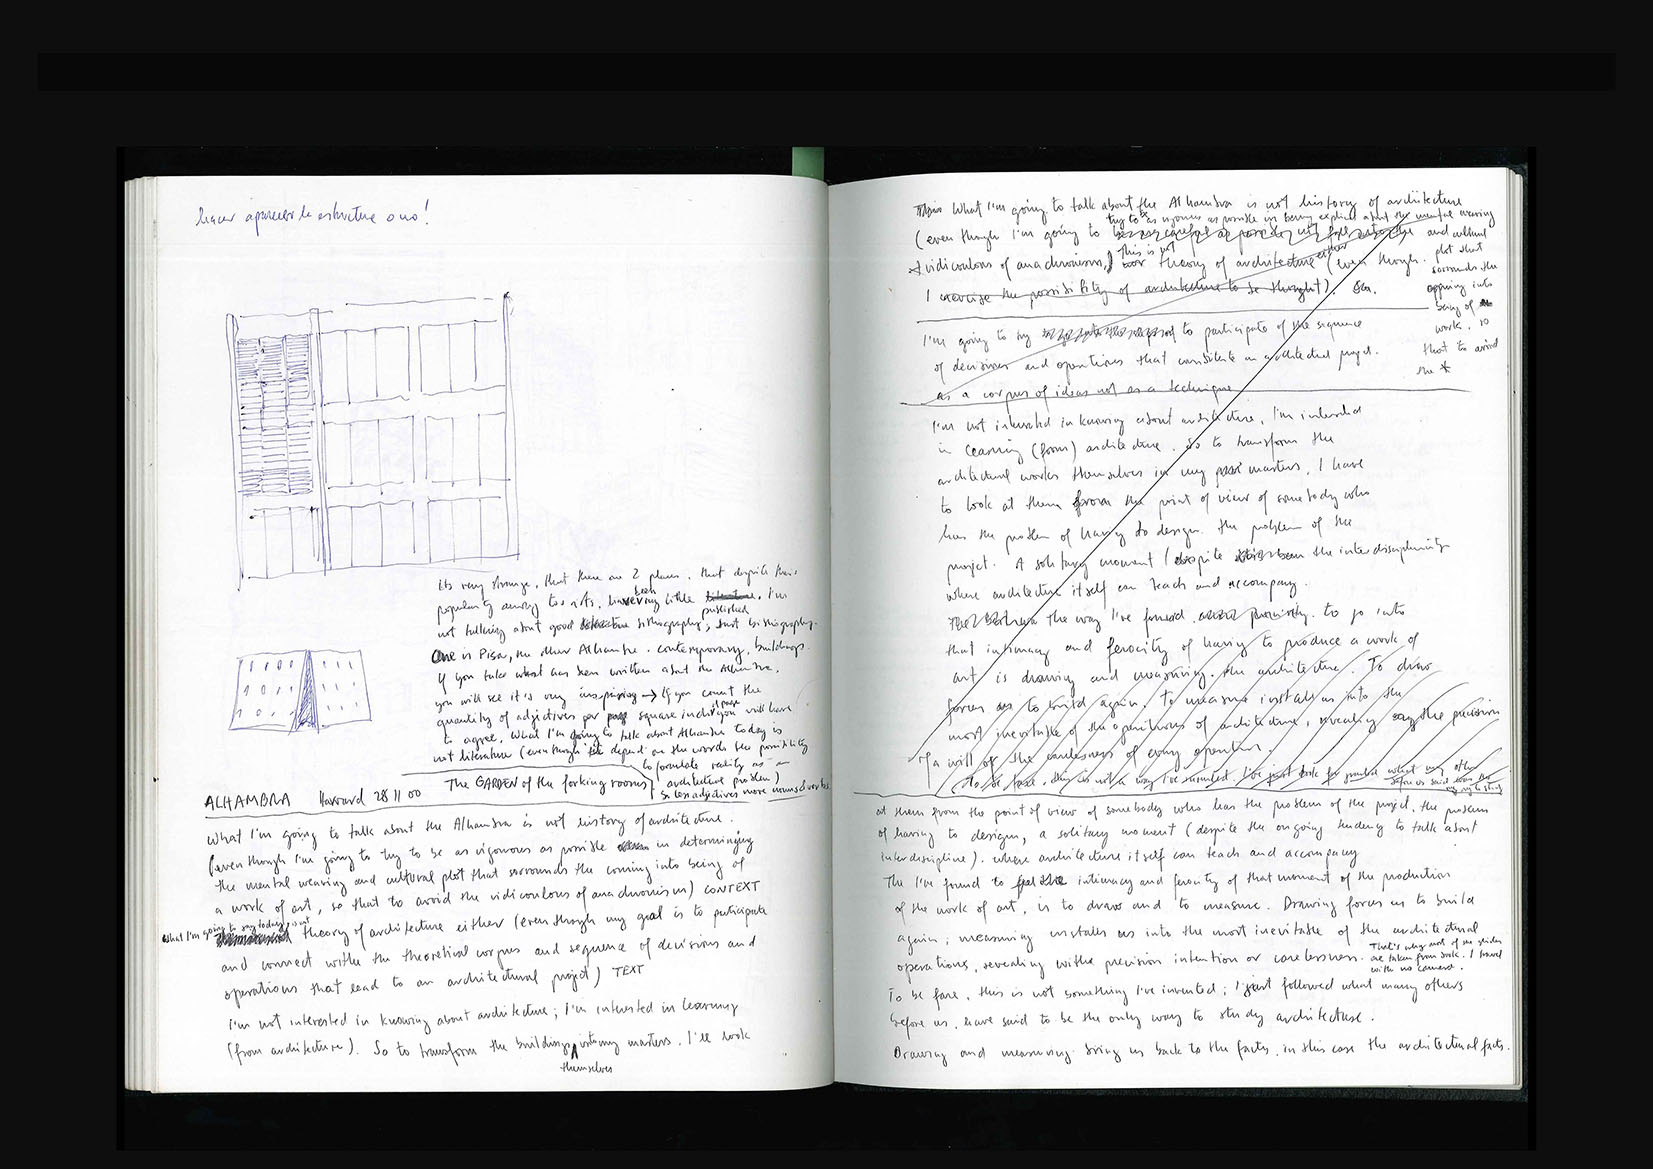 hacer aparecer la estructura o no!
Its very strange, that there are 2 places, that despite their
popularity among tourists, having been little published. I'm
not talking about good bibliography; just bibliography.
One is Pisa, the other Alhambra. contemporary, buildings.
If you take what has been written about the Alhambra,
you will see it's very inspiring → If you count the
quantity of adjectives per square inch / page you will have
to agree. What I'm going to talk about Alhambra today is
not literature (even though depend on the words the possibility
to formulate reality as an
architecture problem)
so less adjectives more nouns & verbs
The GARDEN of the forking rooms
ALHAMBRA Harvard 28 11 00
What I'm going to talk about the Alhambra is not history of architecture.
(even though I'm going to try to be as rigourous as possible in determining
the mental weaving and cultural plot that sorrounds the coming into being of
a work of art, so that to avoid the ridiculous of anachronism) CONTEXT
What I'm going to say today is not
theory of architecture either (even though my goal is to participate
and connect withe the theoretical corpus and sequence of decisions and
operations that lead to an architectural project) TEXT
I'm not interested in knowing about architecture; I'm interested in learning
(from architecture). So to transform the buildings themselves into my masters. I'll look
What I'm going to talk about the Alhambra is not history of architecture
try to be as rigorous as possible in being explicit about the mental weaving
(even though I'm going to
and cultural
plot that
sorrounds the
coming into
being of
work, so
that to avoid
the *
* ridiculous of anachronism) This is not theory of architecture either (even though
I exercise the possibility of architecture to be thought).
I'm going to try to participate of the sequence
of decisions and operations that constitute an architectural project.
as a corpus of ideas not as a technique
I'm not interested in knowing about architecture, I'm interested
in learning (from) architecture. So to transform the
architectural works themselves in my masters, I have
to look at them from the point of view of somebody who
has the problem of having to design. the problem of the
project. A solitary moment (despite the interdisciplinarity
where architecture itself can teach and accompany.
The way I've found to go into
that intimacy and ferocity of having to produce a work of
art is drawing and measuring the architecture. To draw
forces us to build again. To measure installs us into the
most inevitable of the operations of architecture, revealing the precision
of a will or the carelessness of every operation.
To be fare, this is not a way I've invented. I've just
at them from the point of view of somebody who has the problem of the project, the problem
of having to design, a solitary moment (despite the ongoing tendency to talk about
interdiscipline). where architecture itself can teach and accompany
The I've found to intimacy and ferocity of that moment of the production
of the work of art, is to draw and to measure. Drawing forces us to build
again; measuring installs us into the most inevitable of the architectural
operations, revealing withe precision intention or carelessness.
That's why most of the slides
are taken from book. I travel
with no camera.
To be fare, this is not something I've invented; I just followed what many others
before us, have said to be the only way to study architecture.
Drawing and measuring bring us back to the facts, in this case the architectural facts.